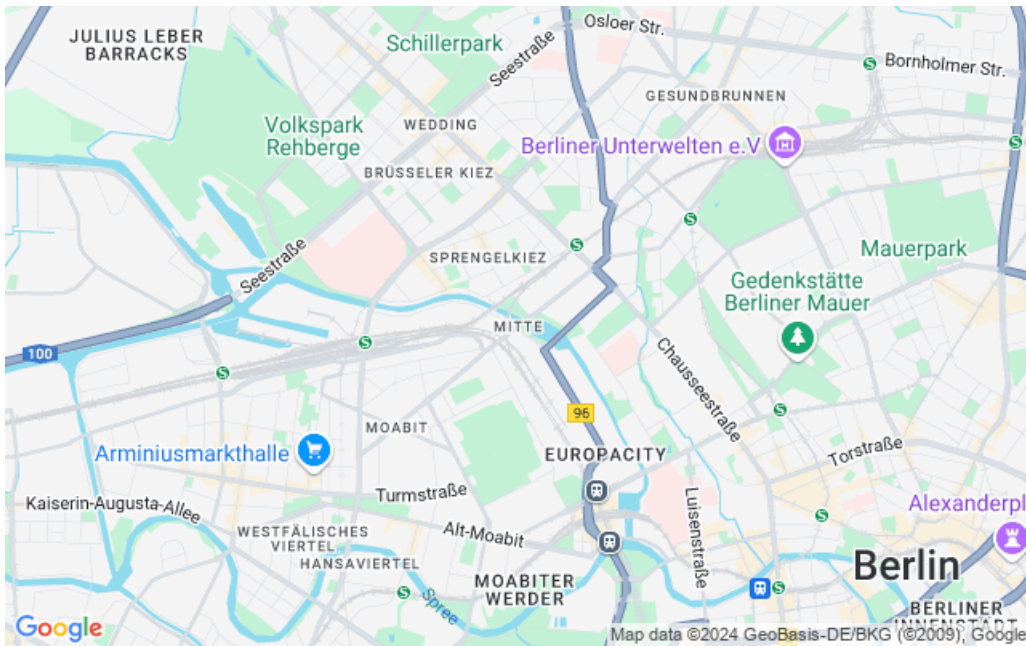 Osloer Str.
JULIUS LEBER
BARRACKS
Schillerpark
Seestraße
Bornholmer Str.
S
GESUNDBRUNNEN
Volkspark
Rehberge
WEDDING
Berliner Unterwelten e.V
S
BRÜSSELER KIEZ
S
S
Mauerpark
SPRENGELKIEZ
Seestraße
Gedenkstätte
Berliner Mauer
MITTE
100
S
S
Chausseestraße
96
S
MOABIT
Arminiusmarkthalle
EUROPACITY
Torstraße
Turmstraße
Kaiserin-Augusta-Allee
Luisenstraße
Alexanderpl
S
WESTFÄLISCHES
VIERTEL
Alt-Moabit
HANSAVIERTEL
Berlin
MOABITER
WERDER
S
S
Spree
BERLINER
INNENSTADT
Google
Map data ©2024 GeoBasis-DE/BKG (©2009), Google